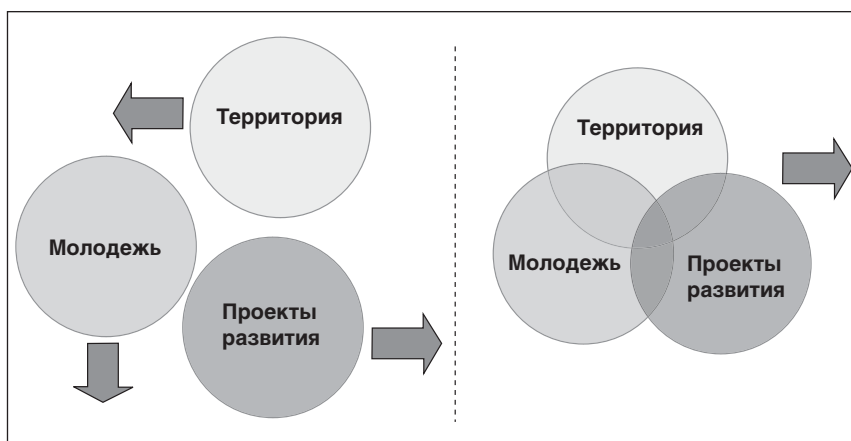 Территория
Молодежь
Проекты
развития
Территория
Молодежь
Проекты
развития